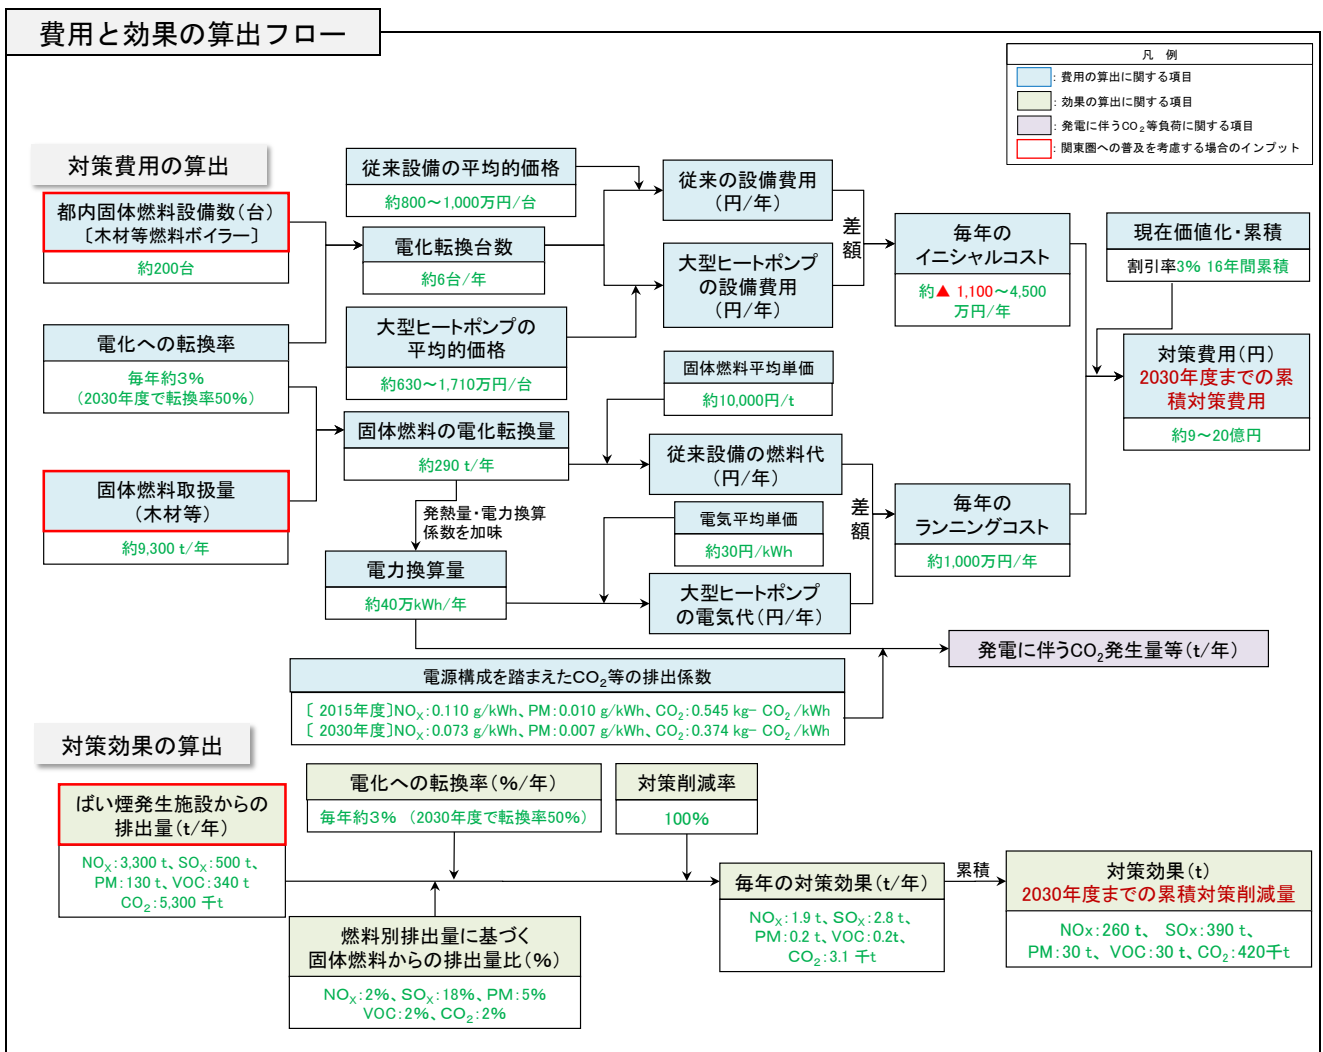 費用と効果の算出フロー
凡 例
: 費用の算出に関する項目
: 効果の算出に関する項目
: 発電に伴うCO₂等負荷に関する項目
: 関東圏への普及を考慮する場合のインプット
対策費用の算出
都内固体燃料設備数(台)
〔木材等燃料ボイラー〕
約200台
電化への転換率
毎年約3%
(2030年度で転換率50%)
固体燃料取扱量
(木材等)
約9,300 t/年
従来設備の平均的価格
約800～1,000万円/台
電化転換台数
約6台/年
大型ヒートポンプの
平均的価格
約630～1,710万円/台
固体燃料の電化転換量
約290 t/年
発熱量・電力換算
係数を加味
電力換算量
約40万kWh/年
従来の設備費用
(円/年)
大型ヒートポンプ
の設備費用
(円/年)
差額
固体燃料平均単価
約10,000円/t
従来設備の燃料代
(円/年)
電気平均単価
約30円/kWh
大型ヒートポンプ
の電気代(円/年)
差額
毎年の
イニシャルコスト
約▲ 1,100～4,500
万円/年
毎年の
ランニングコスト
約1,000万円/年
現在価値化・累積
割引率3% 16年間累積
対策費用(円)
2030年度までの累
積対策費用
約9～20億円
発電に伴うCO₂発生量等(t/年)
電源構成を踏まえたCO₂等の排出係数
〔 2015年度〕NOX:0.110 g/kWh、PM:0.010 g/kWh、CO₂:0.545 kg- CO₂ /kWh
〔 2030年度〕NOX:0.073 g/kWh、PM:0.007 g/kWh、CO₂:0.374 kg- CO₂ /kWh
対策効果の算出
ばい煙発生施設からの
排出量(t/年)
NOX:3,300 t、SOX:500 t、
PM:130 t、VOC:340 t
CO₂:5,300 千t
電化への転換率(%/年)
毎年約3% (2030年度で転換率50%)
対策削減率
100%
燃料別排出量に基づく
固体燃料からの排出量比(%)
NOX:2%、SOX:18%、PM:5%
VOC:2%、CO₂:2%
毎年の対策効果(t/年)
NOX:1.9 t、SOX:2.8 t、
PM:0.2 t、VOC:0.2t、
CO₂:3.1 千t
累積
対策効果(t)
2030年度までの累積対策削減量
NOx:260 t、 SOx:390 t、
PM:30 t、VOC:30 t、CO₂:420千t